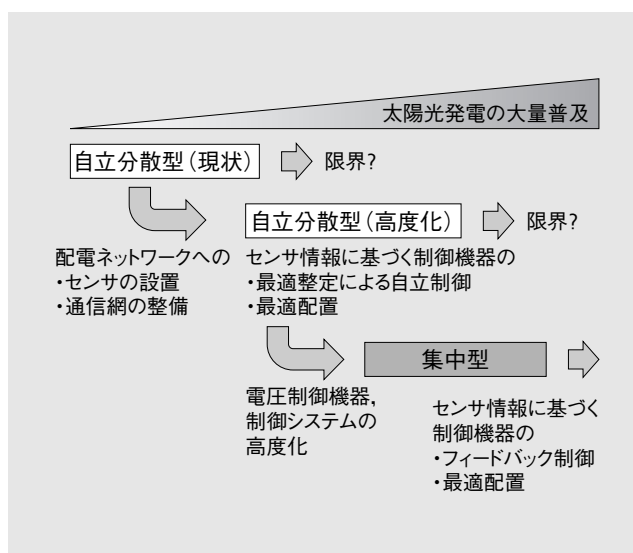 太陽光発電の大量普及
自立分散型（現状）
限界?
自立分散型（高度化）
限界?
配電ネットワークへの
・センサの設置
・通信網の整備
センサ情報に基づく制御機器の
・最適整定による自立制御
・最適配置
集中型
電圧制御機器，
制御システムの
高度化
センサ情報に基づく
制御機器の
・フィードバック制御
・最適配置